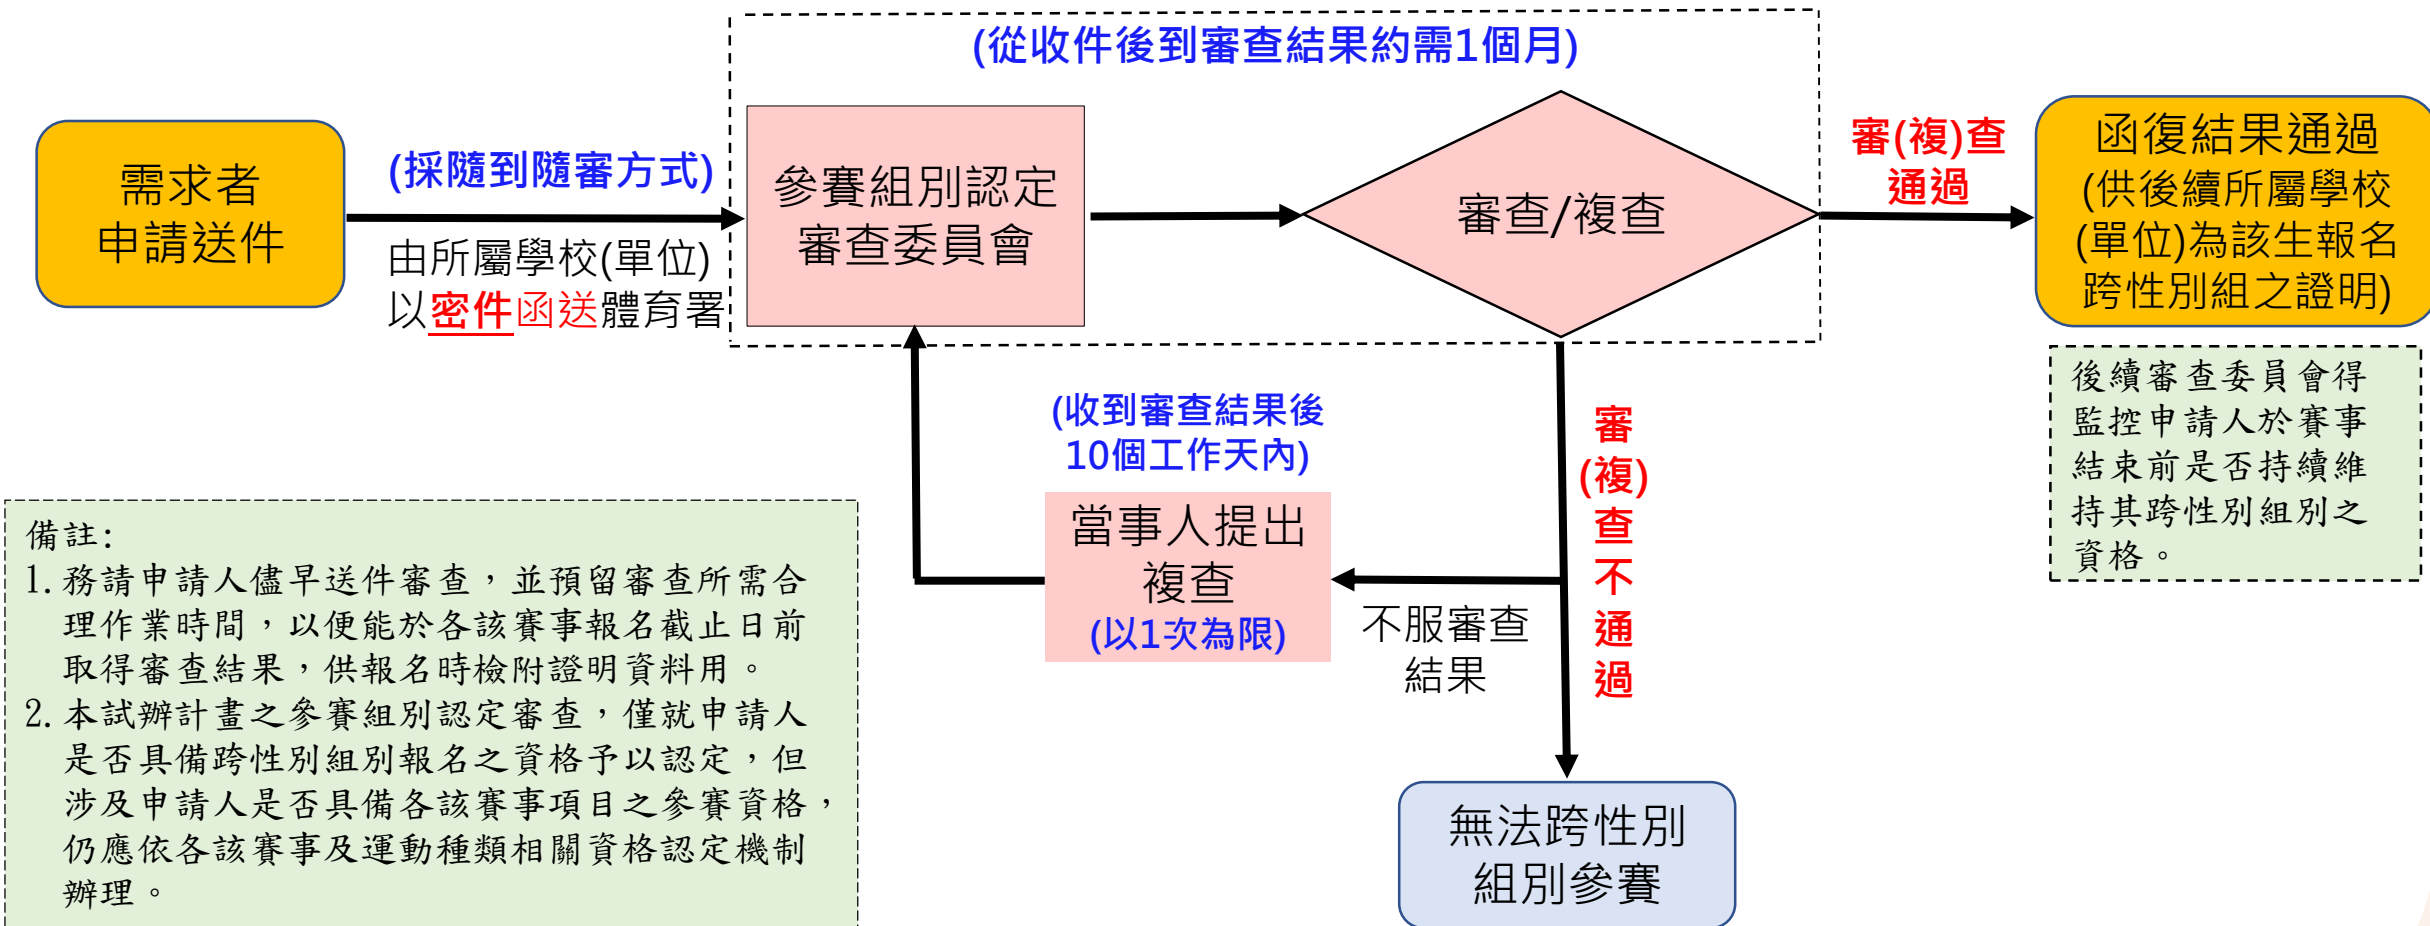 (從收件後到審查結果約需1個月)
需求者
申請送件
(採隨到隨審方式)
由所屬學校(單位)
以密件函送體育署
參賽組別認定
審查委員會
審查/複查
審(複)查
通過
函復結果通過
(供後續所屬學校
(單位)為該生報名
跨性別組之證明)
後續審查委員會得
監控申請人於賽事
結束前是否持續維
持其跨性別組別之
資格。
(收到審查結果後
10個工作天內)
當事人提出
複查
(以1次為限)
不服審查
結果
審
(複)
查
不
通
過
無法跨性別
組別參賽
備註:
1. 務請申請人儘早送件審查，並預留審查所需合
理作業時間，以便能於各該賽事報名截止日前
取得審查結果，供報名時檢附證明資料用。
2. 本試辦計畫之參賽組別認定審查，僅就申請人
是否具備跨性別組別報名之資格予以認定，但
涉及申請人是否具備各該賽事項目之參賽資格，
仍應依各該賽事及運動種類相關資格認定機制
辦理。